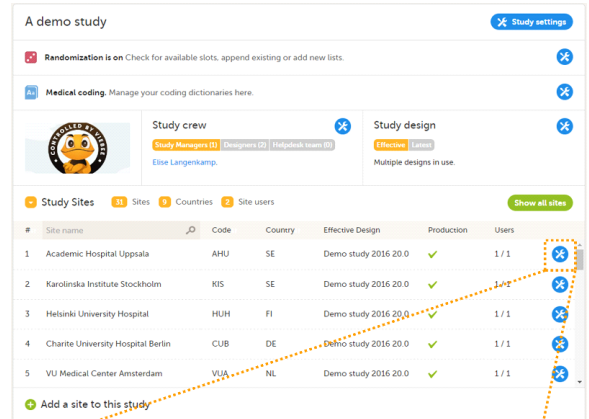 A demo study
Study settings
Randomization is on Check for available slots, append existing or add new lists.
Medical coding. Manage your coding dictionaries here.
CONTROLLED BY VIEBEE
Study crew
Study Managers (1) Designers (2) Helpdesk team (0)
Elise Langenkamp.
Study design
Effective Latest
Multiple designs in use.
Study Sites 31 Sites 9 Countries 2 Site users
Show all sites
# Site name Code Country Effective Design Production Users
1 Academic Hospital Uppsala AHU SE Demo study 2016 20.0 1 / 1
2 Karolinska Institute Stockholm KIS SE Demo study 2016 20.0 1 / 1
3 Helsinki University Hospital HUH FI Demo study 2016 20.0 1 / 1
4 Charite University Hospital Berlin CUB DE Demo study 2016 20.0 1 / 1
5 VU Medical Center Amsterdam VUA NL Demo study 2016 20.0 1 / 1
Add a site to this study